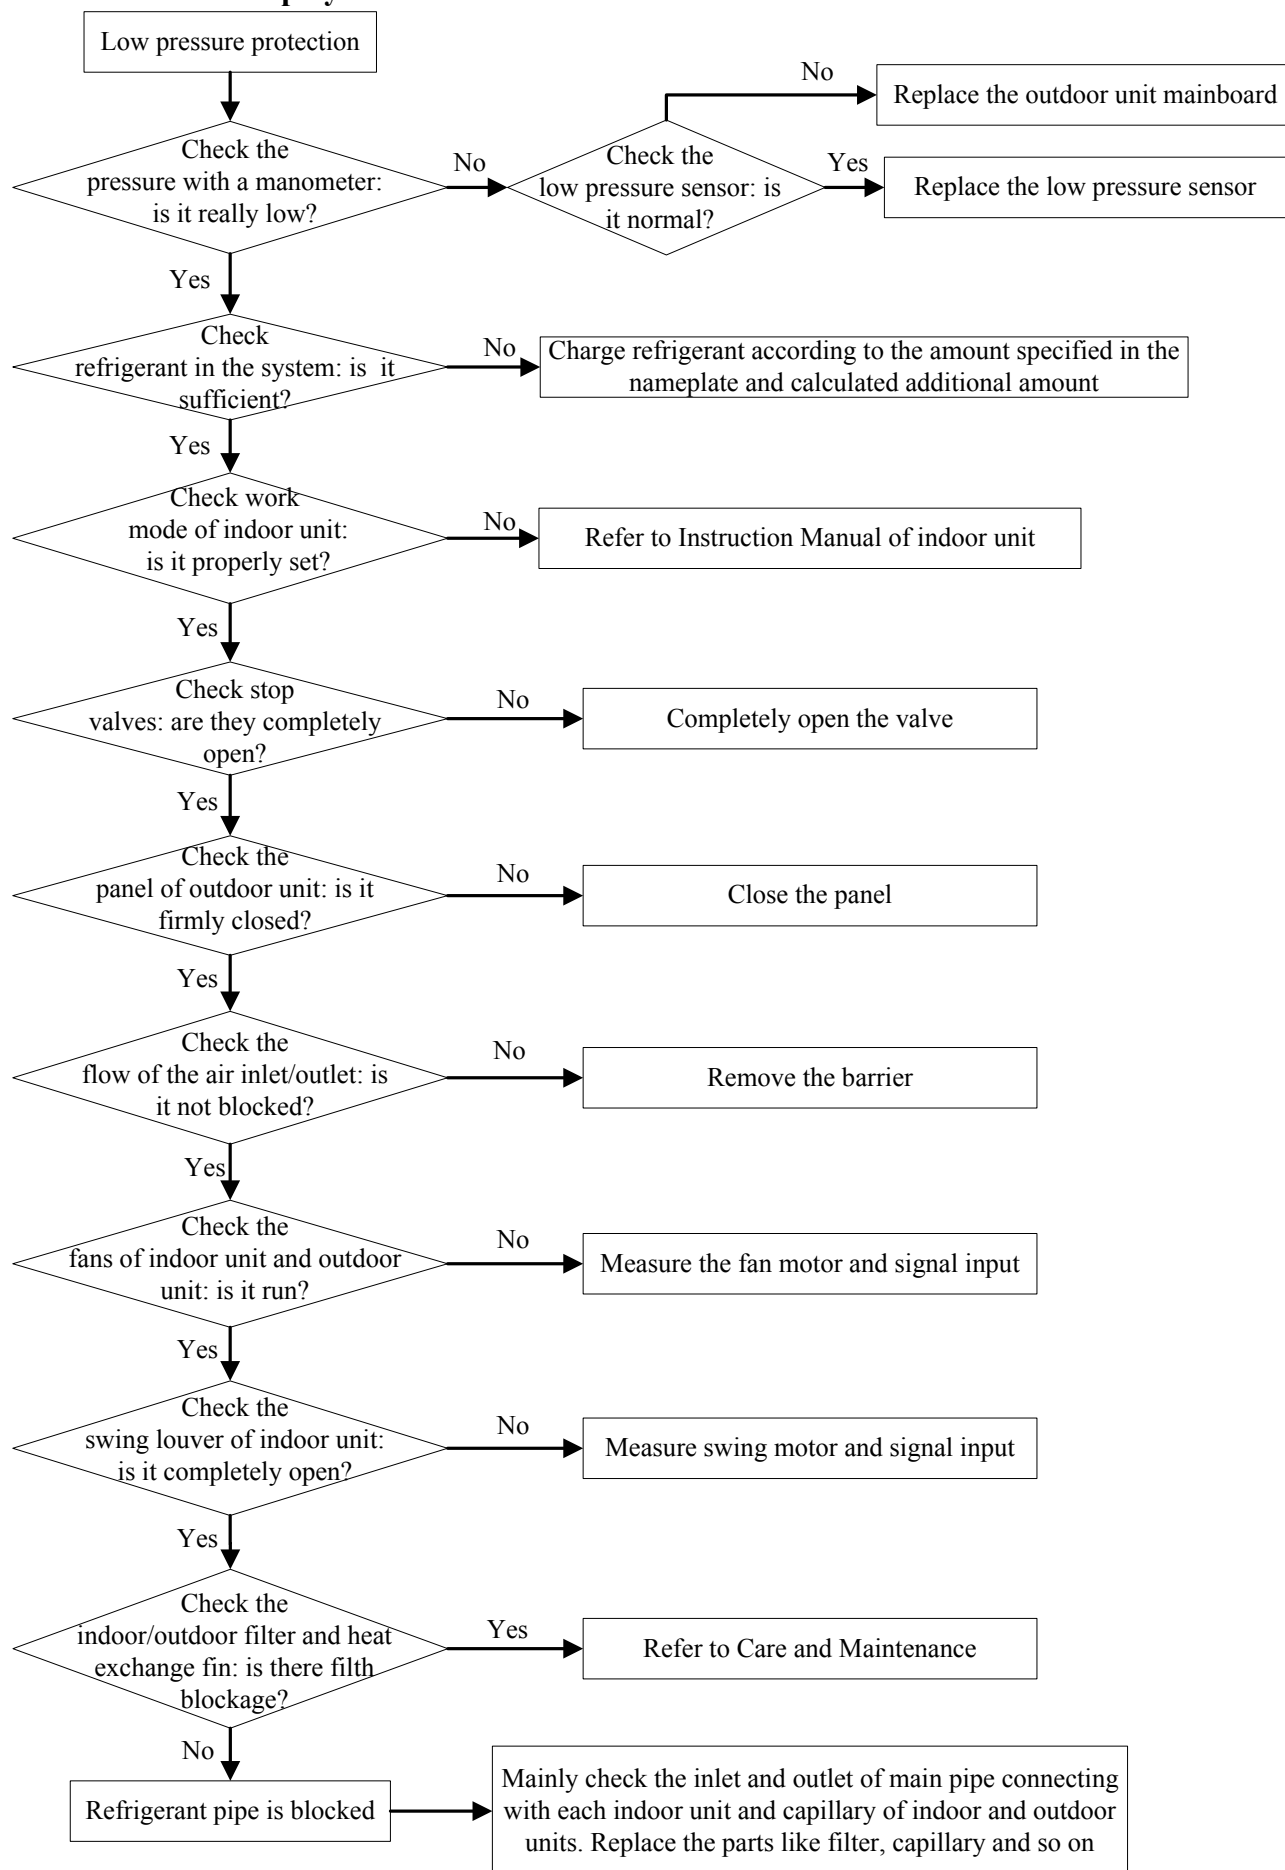 Low pressure protection
No
Replace the outdoor unit mainboard
Check the
pressure with a manometer:
is it really low?
No
Check the
low pressure sensor: is
it normal?
Yes
Replace the low pressure sensor
Yes
Check
refrigerant in the system: is it
sufficient?
No
Charge refrigerant according to the amount specified in the
nameplate and calculated additional amount
Yes
Check work
mode of indoor unit:
is it properly set?
No
Refer to Instruction Manual of indoor unit
Yes
Check stop
valves: are they completely
open?
No
Completely open the valve
Yes
Check the
panel of outdoor unit: is it
firmly closed?
No
Close the panel
Yes
Check the
flow of the air inlet/outlet: is
it not blocked?
No
Remove the barrier
Yes
Check the
fans of indoor unit and outdoor
unit: is it run?
No
Measure the fan motor and signal input
Yes
Check the
swing louver of indoor unit:
is it completely open?
No
Measure swing motor and signal input
Yes
Check the
indoor/outdoor filter and heat
exchange fin: is there filth
blockage?
Yes
Refer to Care and Maintenance
No
Refrigerant pipe is blocked
Mainly check the inlet and outlet of main pipe connecting
with each indoor unit and capillary of indoor and outdoor
units. Replace the parts like filter, capillary and so on